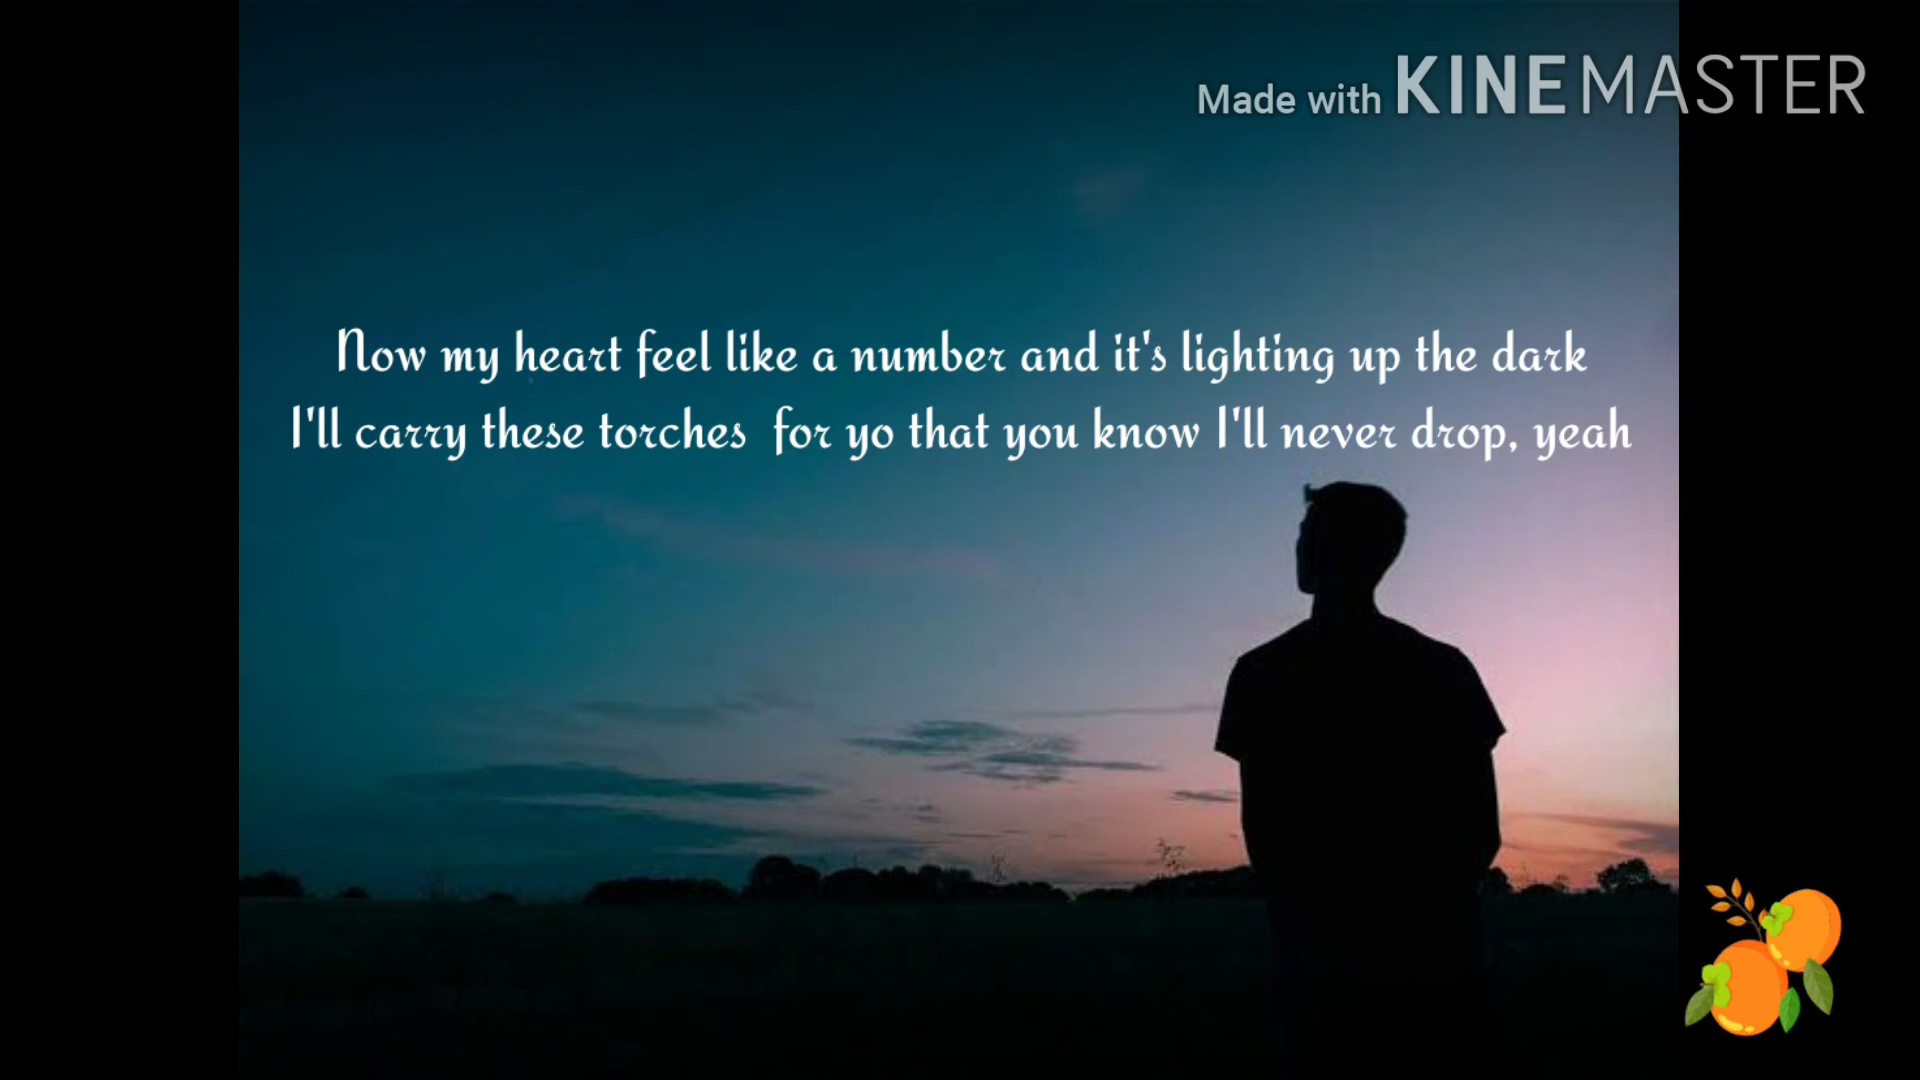 Made with KINEMASTER
Now my heart feel like a number and it's lighting up the dark
I'll carry these torches for yo that you know I'll never drop, yeah